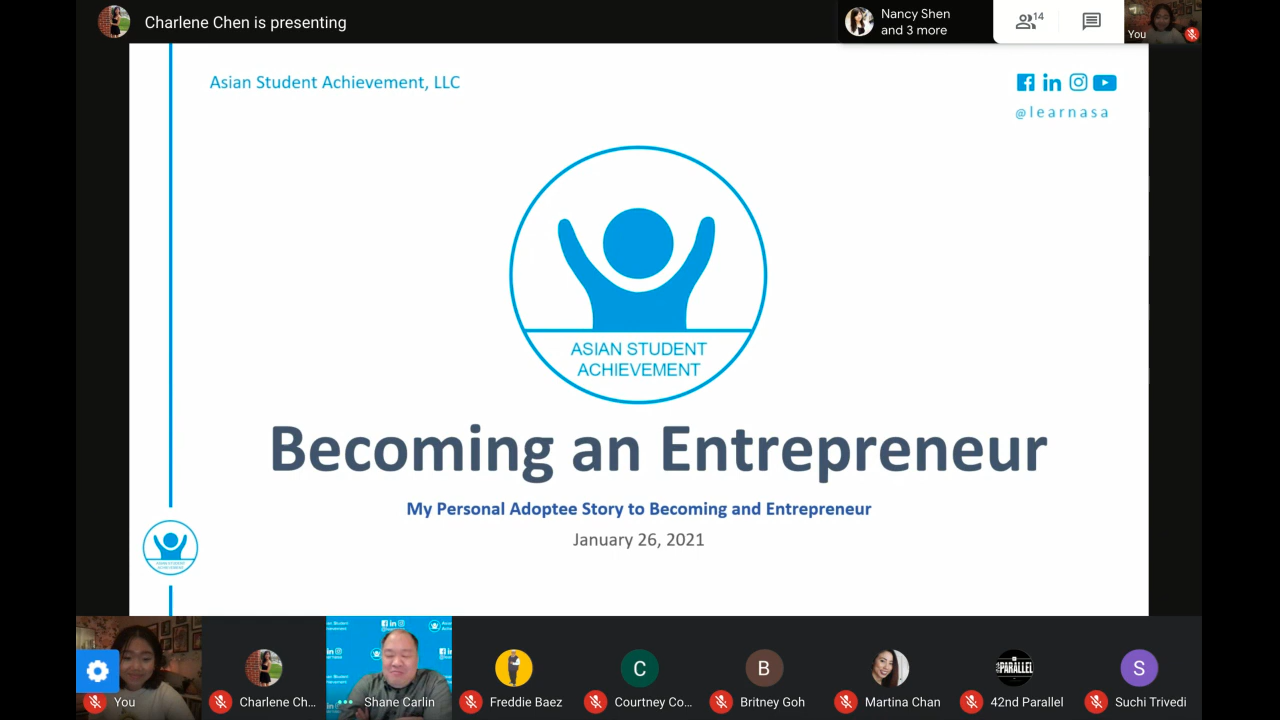 Charlene Chen is presenting
Nancy Shen
and 3 more
14
You
Asian Student Achievement, LLC
@learnasa
ASIAN STUDENT
ACHIEVEMENT
Becoming an Entrepreneur
My Personal Adoptee Story to Becoming and Entrepreneur
January 26, 2021
You
Charlene Ch...
Shane Carlin
Freddie Baez
C
Courtney Co...
B
Britney Goh
Martina Chan
PARALLEL
42nd Parallel
S
Suchi Trivedi